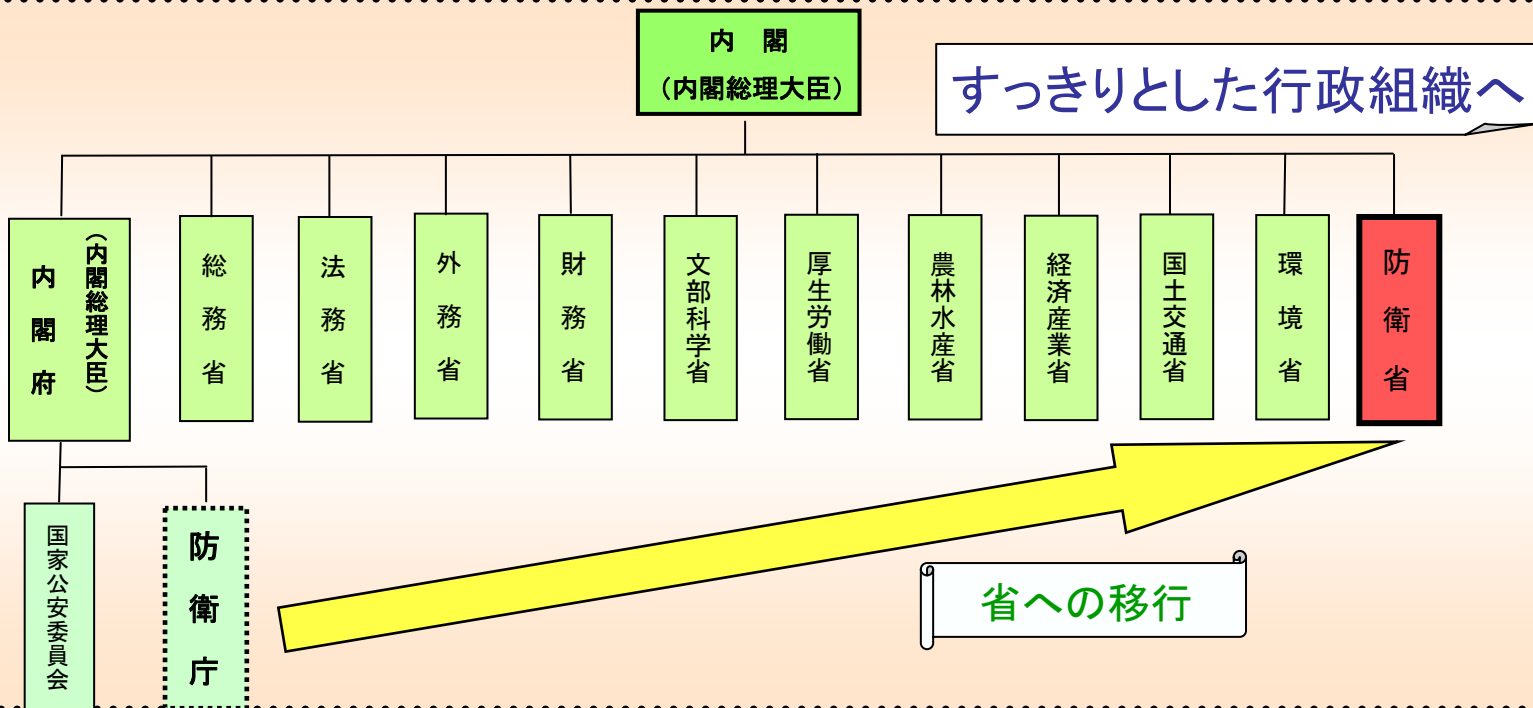 内　閣
（内閣総理大臣）
すっきりとした行政組織へ
内閣府
（内閣総理大臣）
総務省
法務省
外務省
財務省
文部科学省
厚生労働省
農林水産省
経済産業省
国土交通省
環境省
防衛省
国家公安委員会
防衛庁
省への移行